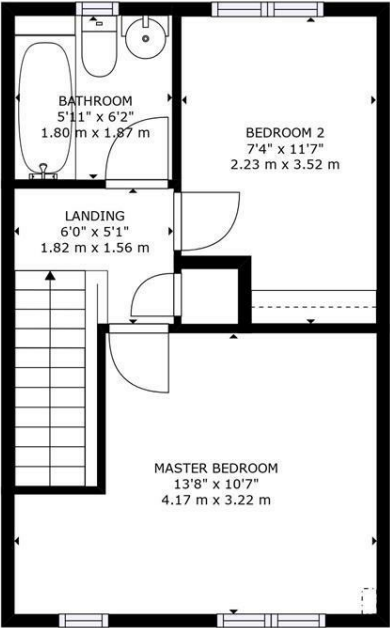 BATHROOM
5'11" x 6'2"
1.80 m x 1.87 m
BEDROOM 2
7'4" x 11'7"
2.23 m x 3.52 m
LANDING
6'0" x 5'1"
1.82 m x 1.56 m
MASTER BEDROOM
13'8" x 10'7"
4.17 m x 3.22 m